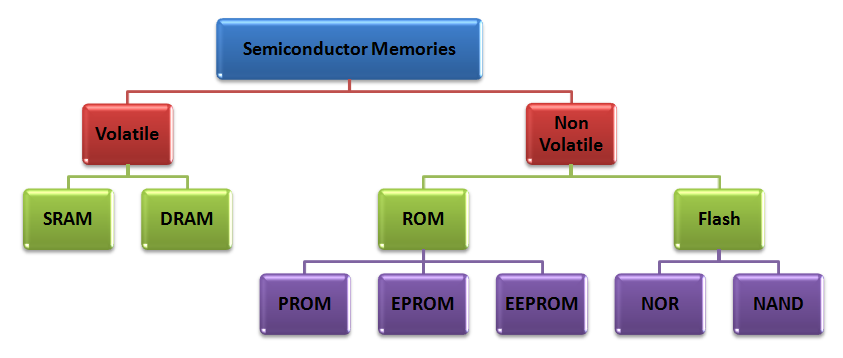 Semiconductor Memories
Volatile
Non
Volatile
SRAM
DRAM
ROM
Flash
PROM
EPROM
EEPROM
NOR
NAND